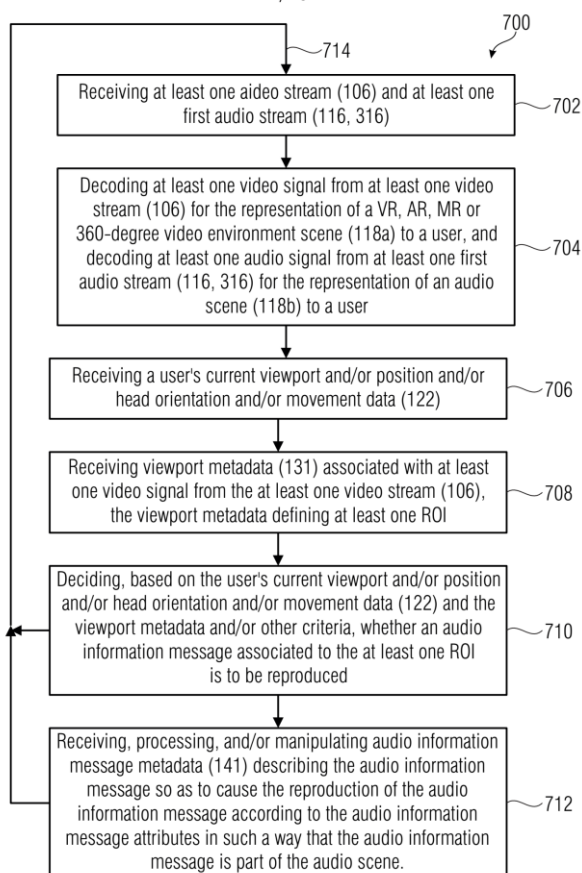 700
714
Receiving at least one aideo stream (106) and at least one
first audio stream (116, 316)
702
Decoding at least one video signal from at least one video
stream (106) for the representation of a VR, AR, MR or
360-degree video environment scene (118a) to a user, and
decoding at least one audio signal from at least one first
audio stream (116, 316) for the representation of an audio
scene (118b) to a user
704
Receiving a user's current viewport and/or position and/or
head orientation and/or movement data (122)
706
Receiving viewport metadata (131) associated with at least
one video signal from the at least one video stream (106),
the viewport metadata defining at least one ROI
708
Deciding, based on the user's current viewport and/or position
and/or head orientation and/or movement data (122) and the
viewport metadata and/or other criteria, whether an audio
information message associated to the at least one ROI
is to be reproduced
710
Receiving, processing, and/or manipulating audio information
message metadata (141) describing the audio information
message so as to cause the reproduction of the audio
information message according to the audio information
message attributes in such a way that the audio information
message is part of the audio scene.
712